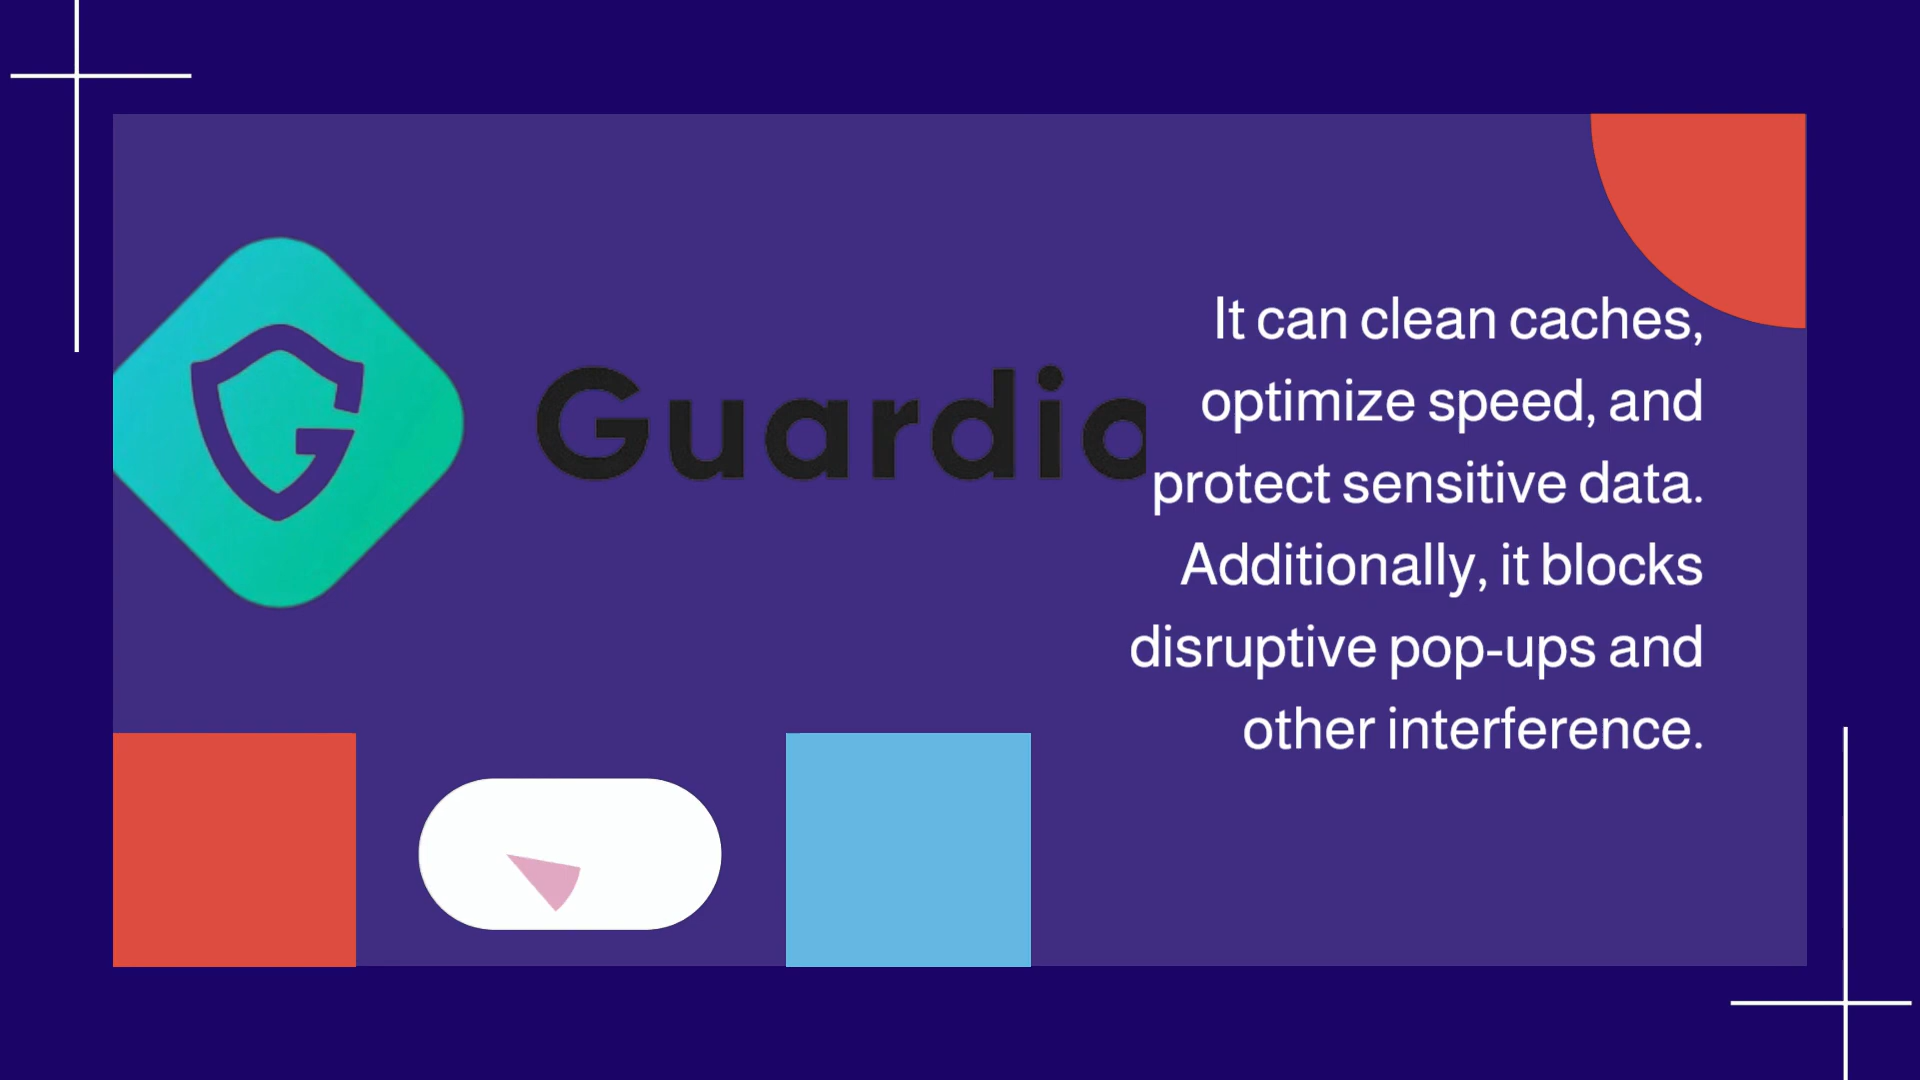 Guardio
It can clean caches,
optimize speed, and
protect sensitive data.
Additionally, it blocks
disruptive pop-ups and
other interference.